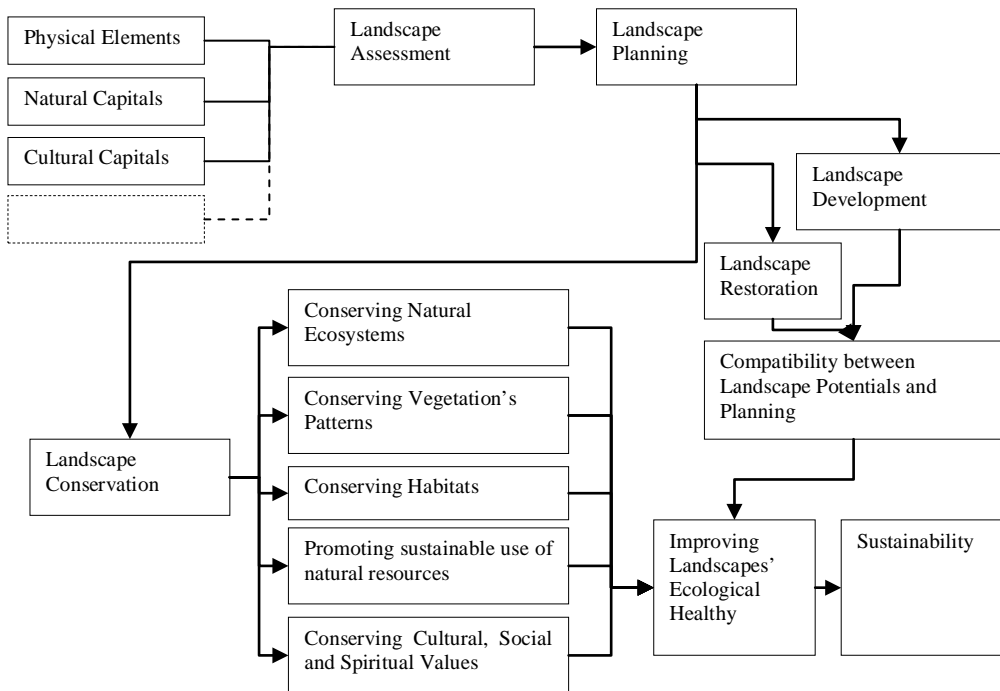 Physical Elements
Natural Capitals
Cultural Capitals
Landscape
Assessment
Landscape
Planning
Landscape
Development
Landscape
Restoration
Compatibility between
Landscape Potentials and
Planning
Landscape
Conservation
Conserving Natural
Ecosystems
Conserving Vegetation’s
Patterns
Conserving Habitats
Promoting sustainable use of
natural resources
Conserving Cultural, Social
and Spiritual Values
Improving
Landscapes’
Ecological
Healthy
Sustainability